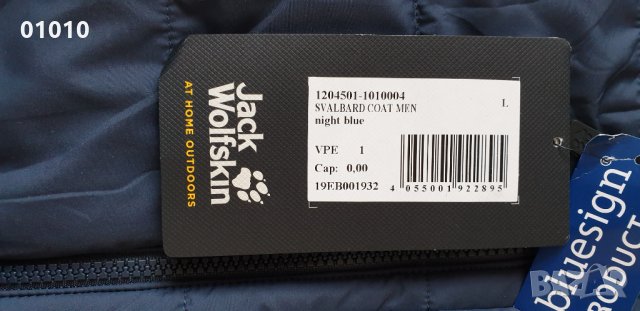 01010
Jack
Wolfskin
AT HOME OUTDOORS
1204501-1010004
SVALBARD COAT MEN L
night blue
VPE 1
Cap: 0,00
19EB001932
4 055001 922895
bluesign
PRODUCT